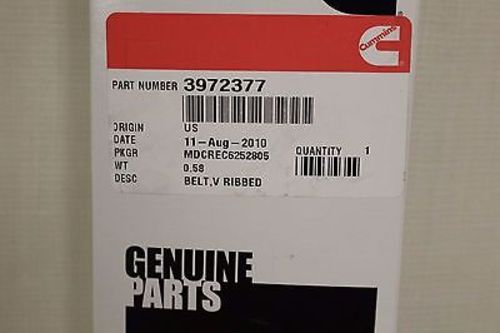 Cummins
PART NUMBER 3972377
ORIGIN US
DATE 11-Aug-2010
PKGR MDCREC6252805 QUANTITY 1
WT 0.58
DESC BELT,V RIBBED
GENUINE
PARTS